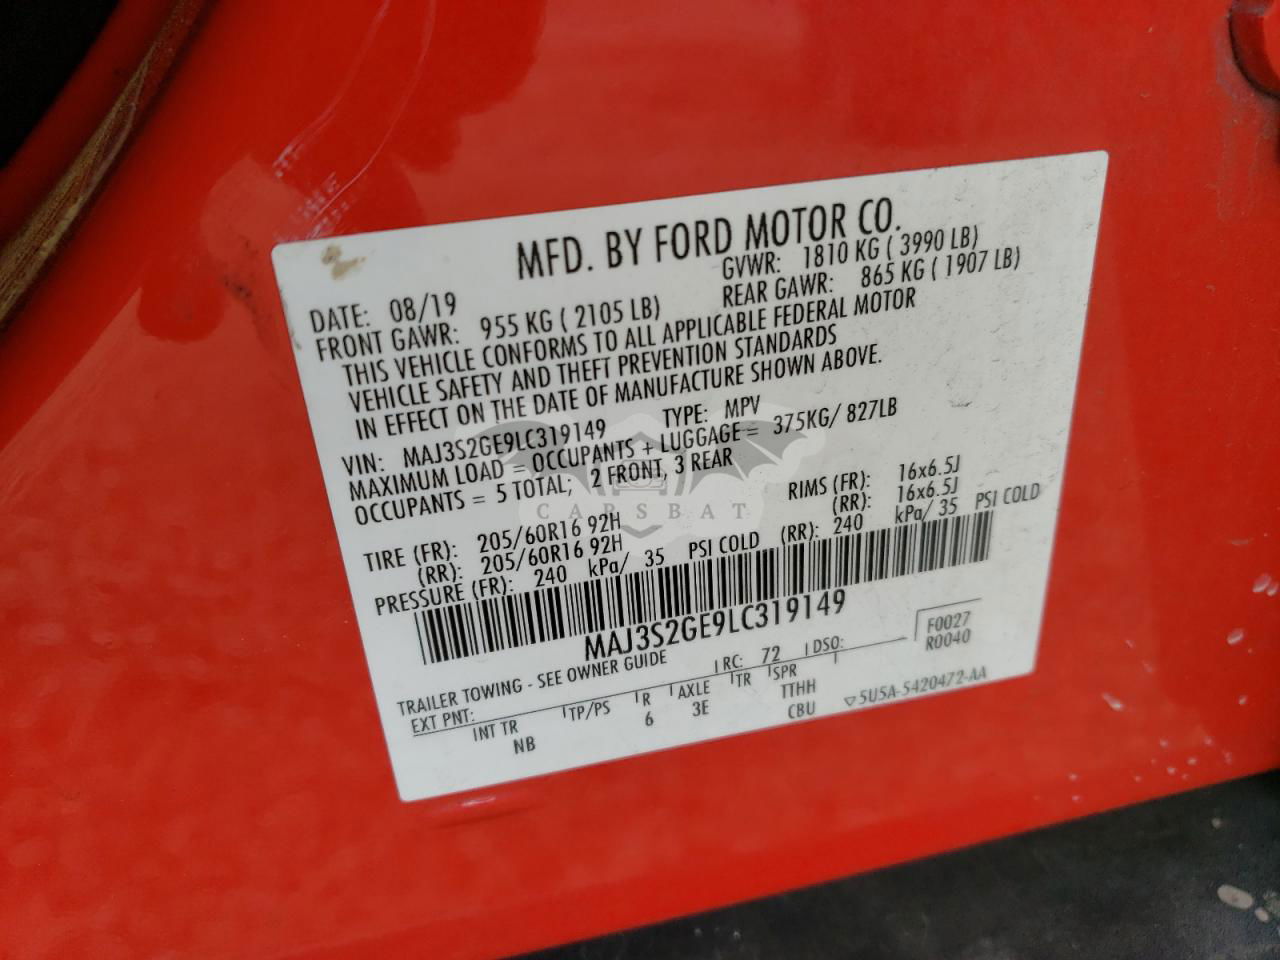 MFD. BY FORD MOTOR CO.
DATE: 08/19 GVWR: 1810 KG ( 3990 LB)
FRONT GAWR: 955 KG ( 2105 LB) REAR GAWR: 865 KG ( 1907 LB)
THIS VEHICLE CONFORMS TO ALL APPLICABLE FEDERAL MOTOR
VEHICLE SAFETY AND THEFT PREVENTION STANDARDS
IN EFFECT ON THE DATE OF MANUFACTURE SHOWN ABOVE.
VIN: MAJ3S2GE9LC319149 TYPE: MPV
MAXIMUM LOAD = OCCUPANTS + LUGGAGE = 375KG/ 827LB
OCCUPANTS = 5 TOTAL; 2 FRONT, 3 REAR
CARSBAT
TIRE (FR): 205/60R16 92H RIMS (FR): 16x6.5J
(RR): 205/60R16 92H (RR): 16x6.5J
PRESSURE (FR): 240 kPa/ 35 PSI COLD (RR): 240 kPa/ 35 PSI COLD
MAJ3S2GE9LC319149
TRAILER TOWING - SEE OWNER GUIDE
EXT PNT: RC: 72 DSO: F0027
R0040
INT TR TP/PS R AXLE TR SPR
NB 6 3E TTHH
CBU
▽5U5A-5420472-AA